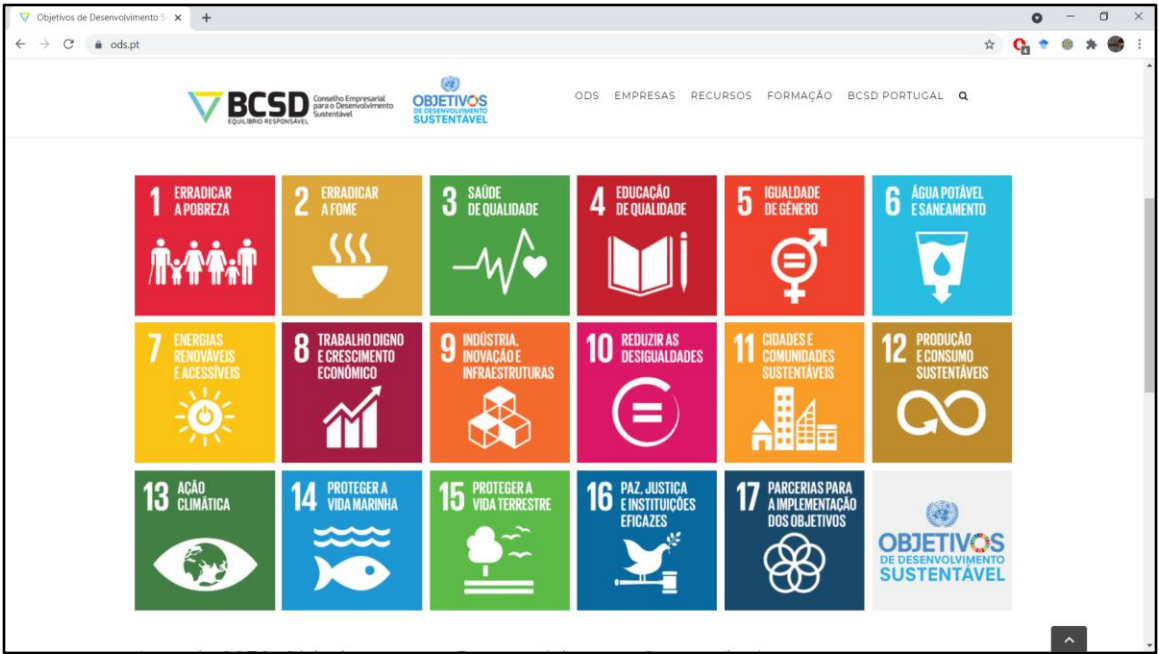 Objetivos de Desenvolvimento S
ods.pt
4
BCSD
EQUILÍBRIO RESPONSÁVEL
Conselho Empresarial
para o Desenvolvimento
Sustentável
OBJETIVOS
DE DESENVOLVIMENTO
SUSTENTÁVEL
ODS EMPRESAS RECURSOS FORMAÇÃO BCSD PORTUGAL
1 ERRADICAR
A POBREZA
2 ERRADICAR
A FOME
3 SAÚDE
DE QUALIDADE
4 EDUCAÇÃO
DE QUALIDADE
5 IGUALDADE
DE GÉNERO
6 ÁGUA POTÁVEL
E SANEAMENTO
7 ENERGIAS
RENOVÁVEIS
E ACESSÍVEIS
8 TRABALHO DIGNO
E CRESCIMENTO
ECONÓMICO
9 INDÚSTRIA,
INOVAÇÃO E
INFRAESTRUTURAS
10 REDUZIR AS
DESIGUALDADES
11 CIDADES E
COMUNIDADES
SUSTENTÁVEIS
12 PRODUÇÃO
E CONSUMO
SUSTENTÁVEIS
13 AÇÃO
CLIMÁTICA
14 PROTEGER A
VIDA MARINHA
15 PROTEGER A
VIDA TERRESTRE
16 PAZ, JUSTIÇA
E INSTITUIÇÕES
EFICAZES
17 PARCERIAS PARA
A IMPLEMENTAÇÃO
DOS OBJETIVOS
OBJETIVOS
DE DESENVOLVIMENTO
SUSTENTÁVEL